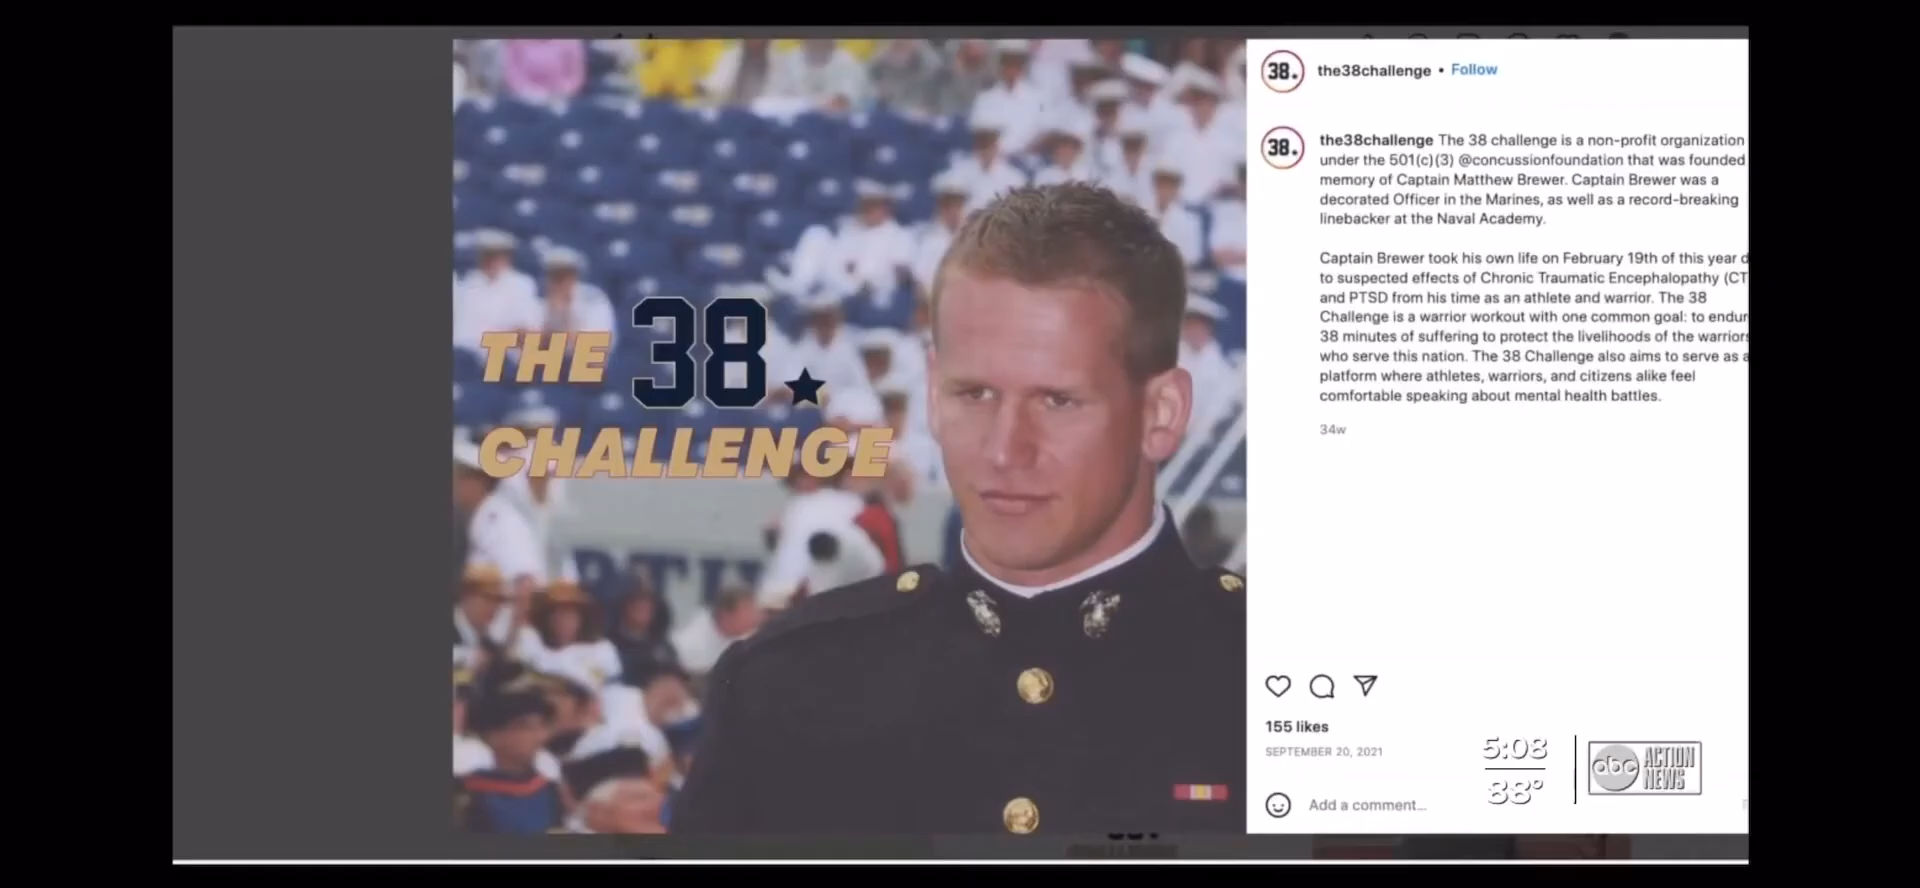 THE 38.
CHALLENGE
the38challenge • Follow
the38challenge The 38 challenge is a non-profit organization
under the 501(c)(3) @concussionfoundation that was founded
memory of Captain Matthew Brewer. Captain Brewer was a
decorated Officer in the Marines, as well as a record-breaking
linebacker at the Naval Academy.
Captain Brewer took his own life on February 19th of this year d
to suspected effects of Chronic Traumatic Encephalopathy (CT
and PTSD from his time as an athlete and warrior. The 38
Challenge is a warrior workout with one common goal: to endur
38 minutes of suffering to protect the livelihoods of the warriors
who serve this nation. The 38 Challenge also aims to serve as a
platform where athletes, warriors, and citizens alike feel
comfortable speaking about mental health battles.
34w
155 likes
SEPTEMBER 20, 2021
Add a comment...
38.
38.
5:08
88°
abc ACTION
NEWS